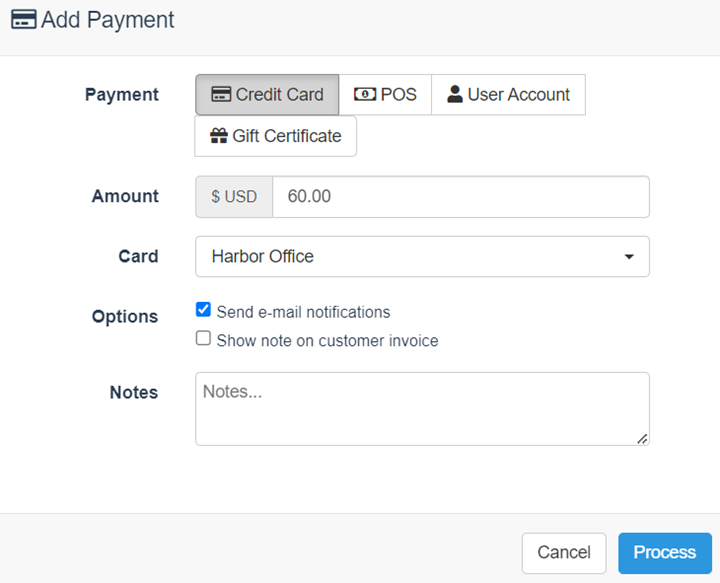 Add Payment
Payment Credit Card POS User Account
Gift Certificate
Amount $ USD 60.00
Card Harbor Office
Options Send e-mail notifications
Show note on customer invoice
Notes Notes...
Cancel Process